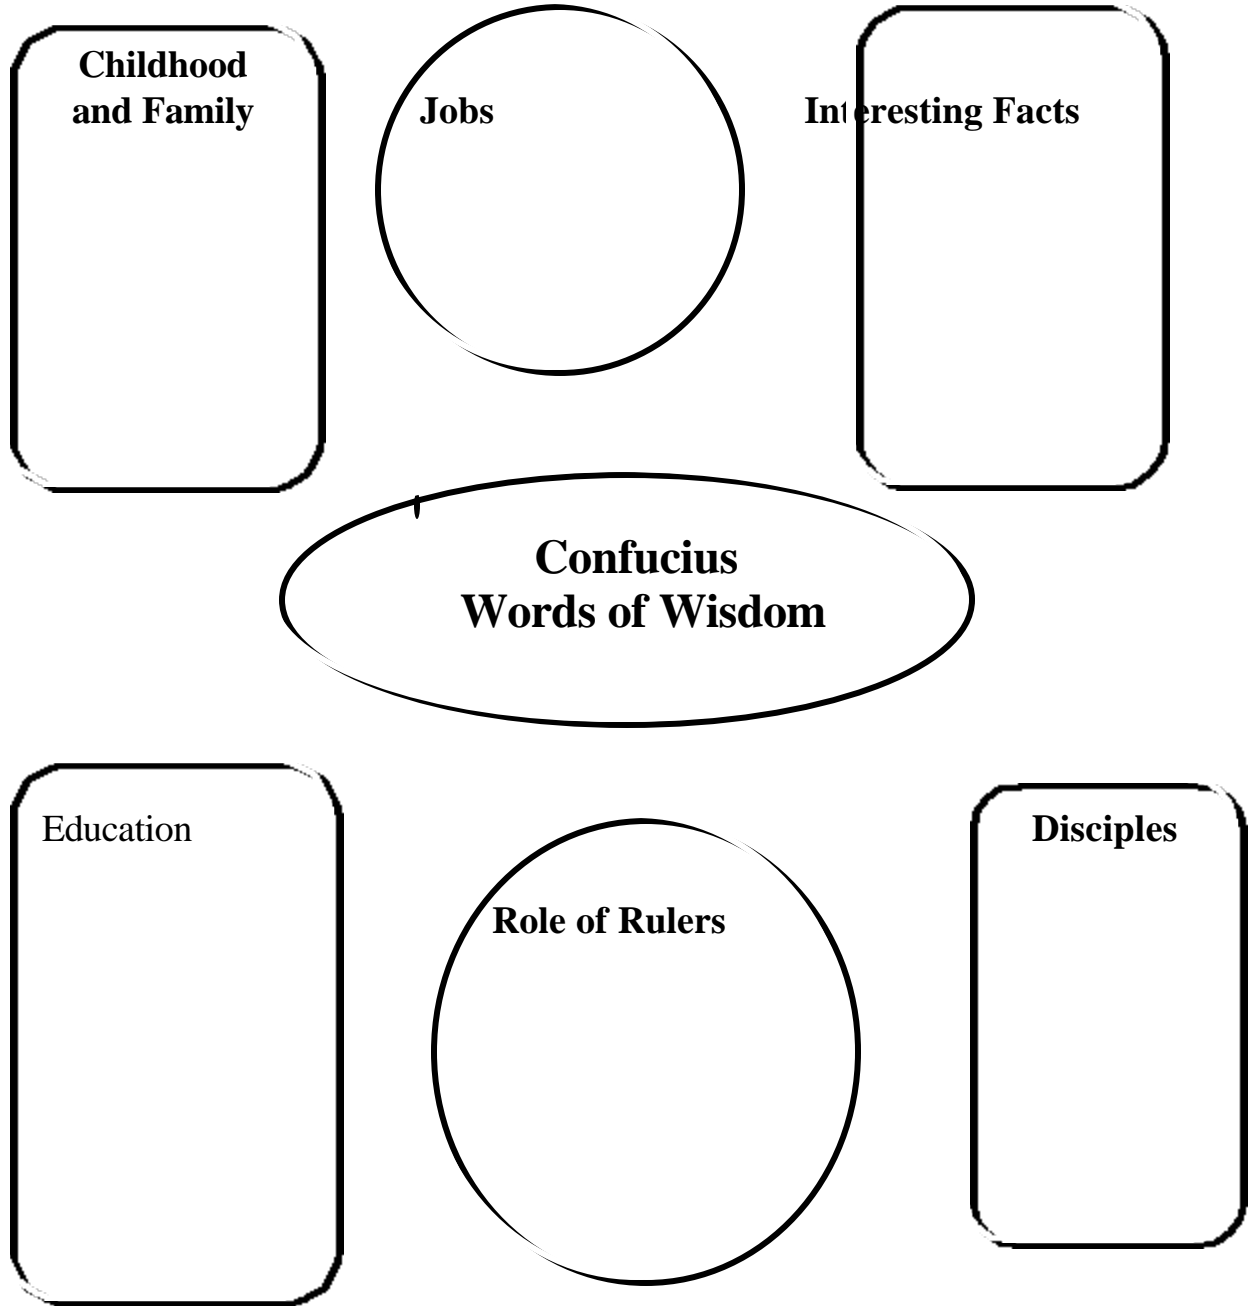 Childhood
and Family
Jobs
Interesting Facts
Confucius
Words of Wisdom
Education
Role of Rulers
Disciples